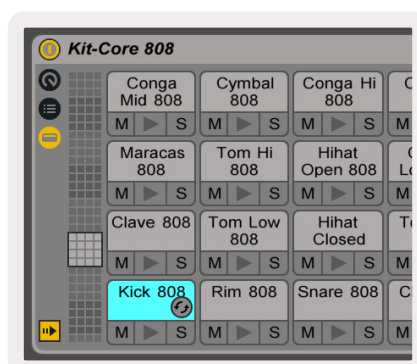 Kit-Core 808
Conga Mid 808
Cymbal 808
Conga Hi 808
C
M S M S M S M
Maracas 808
Tom Hi 808
Hihat Open 808
M S M S M S M
Clave 808
Tom Low 808
Hihat Closed
M S M S M S M
Kick 808
Rim 808
Snare 808
C
M S M S M S M